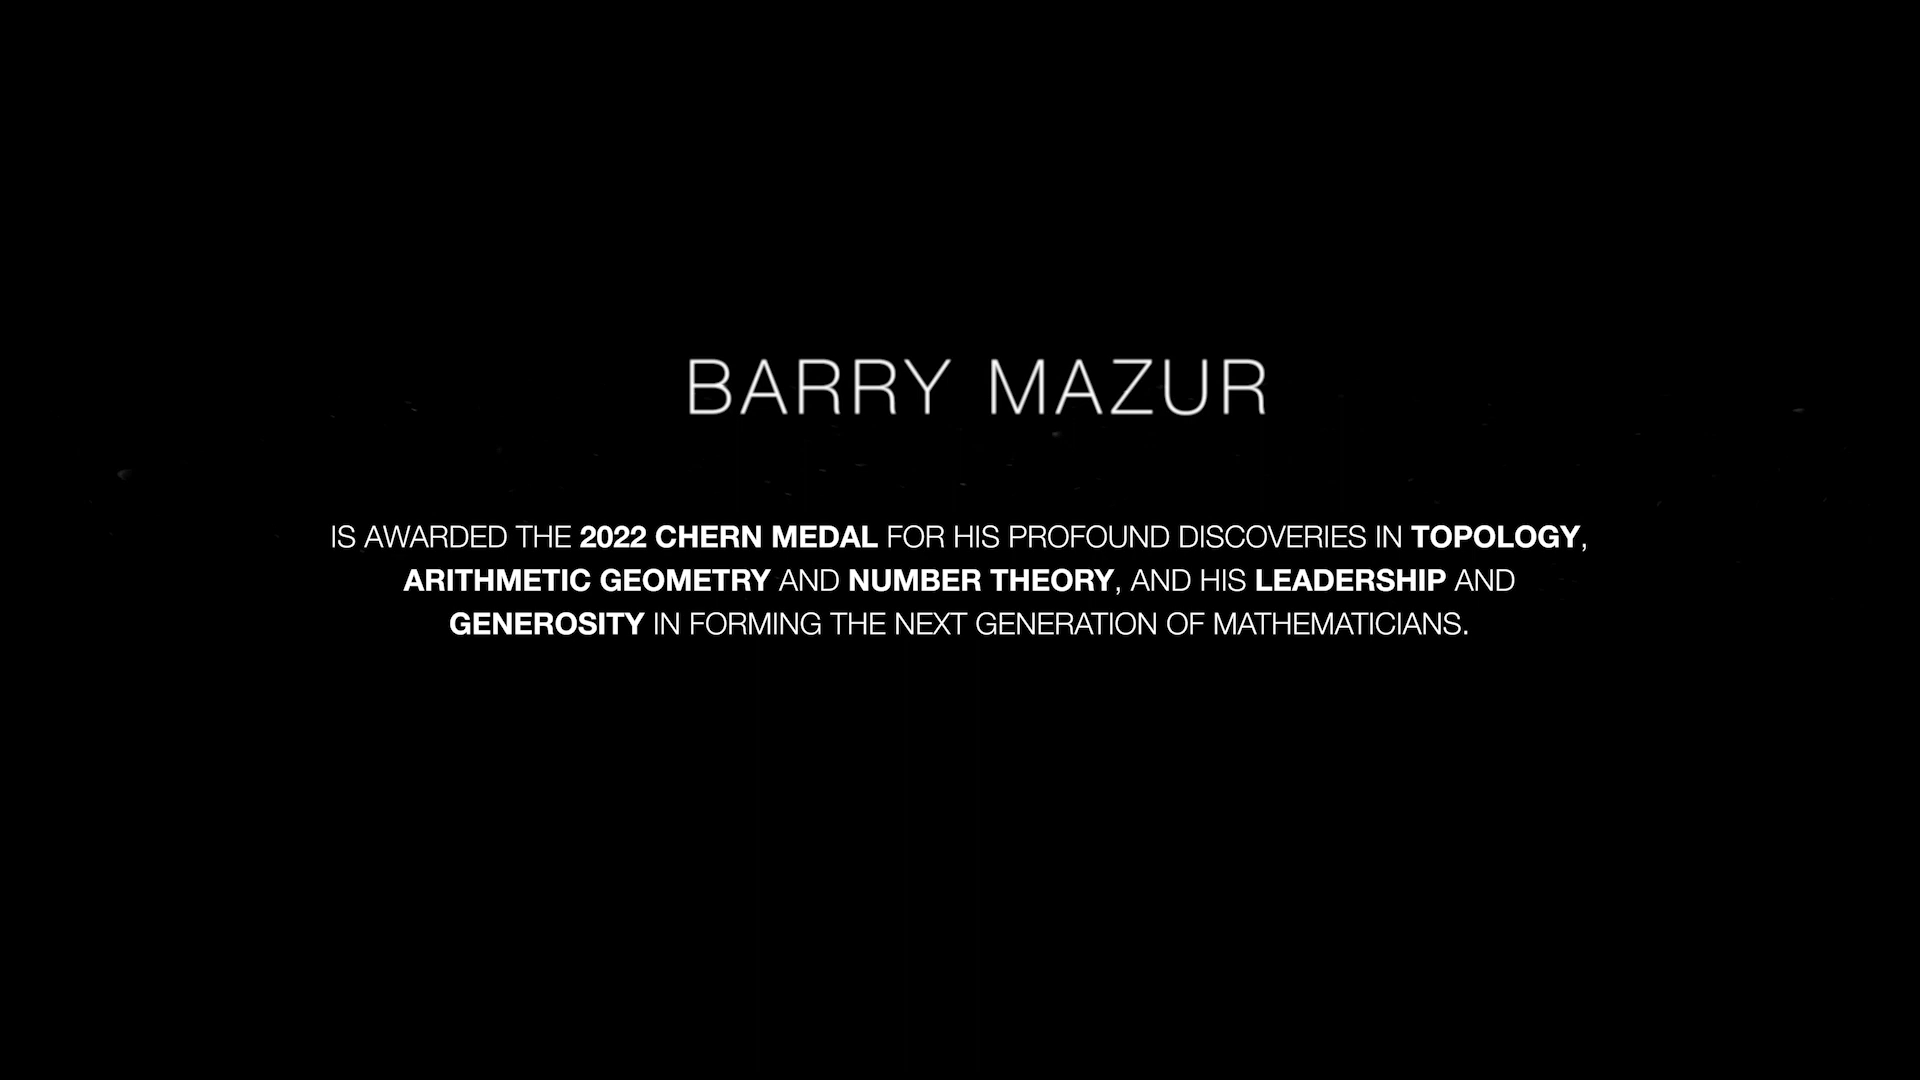 BARRY MAZUR
IS AWARDED THE 2022 CHERN MEDAL FOR HIS PROFOUND DISCOVERIES IN TOPOLOGY,
ARITHMETIC GEOMETRY AND NUMBER THEORY, AND HIS LEADERSHIP AND
GENEROSITY IN FORMING THE NEXT GENERATION OF MATHEMATICIANS.